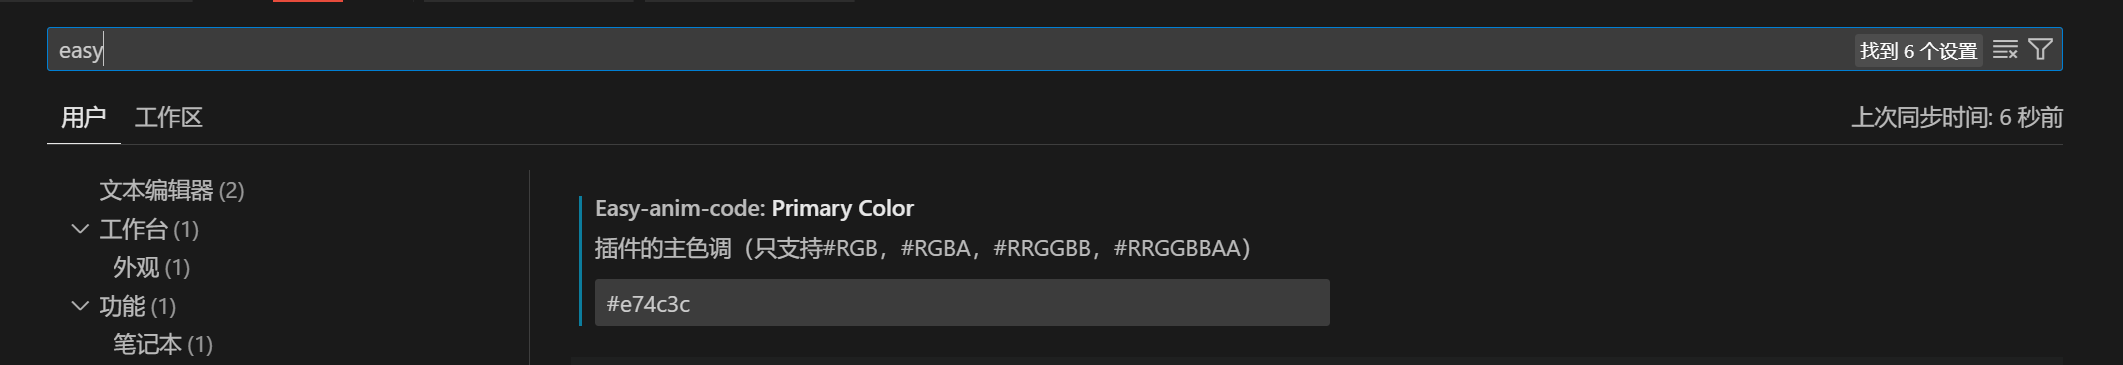 easy
找到 6 个设置
用户 工作区
上次同步时间: 6 秒前
文本编辑器 (2)
工作台 (1)
外观 (1)
功能 (1)
笔记本 (1)
Easy-anim-code: Primary Color
插件的主色调（只支持#RGB，#RGBA，#RRGGBB，#RRGGBBAA）
#e74c3c